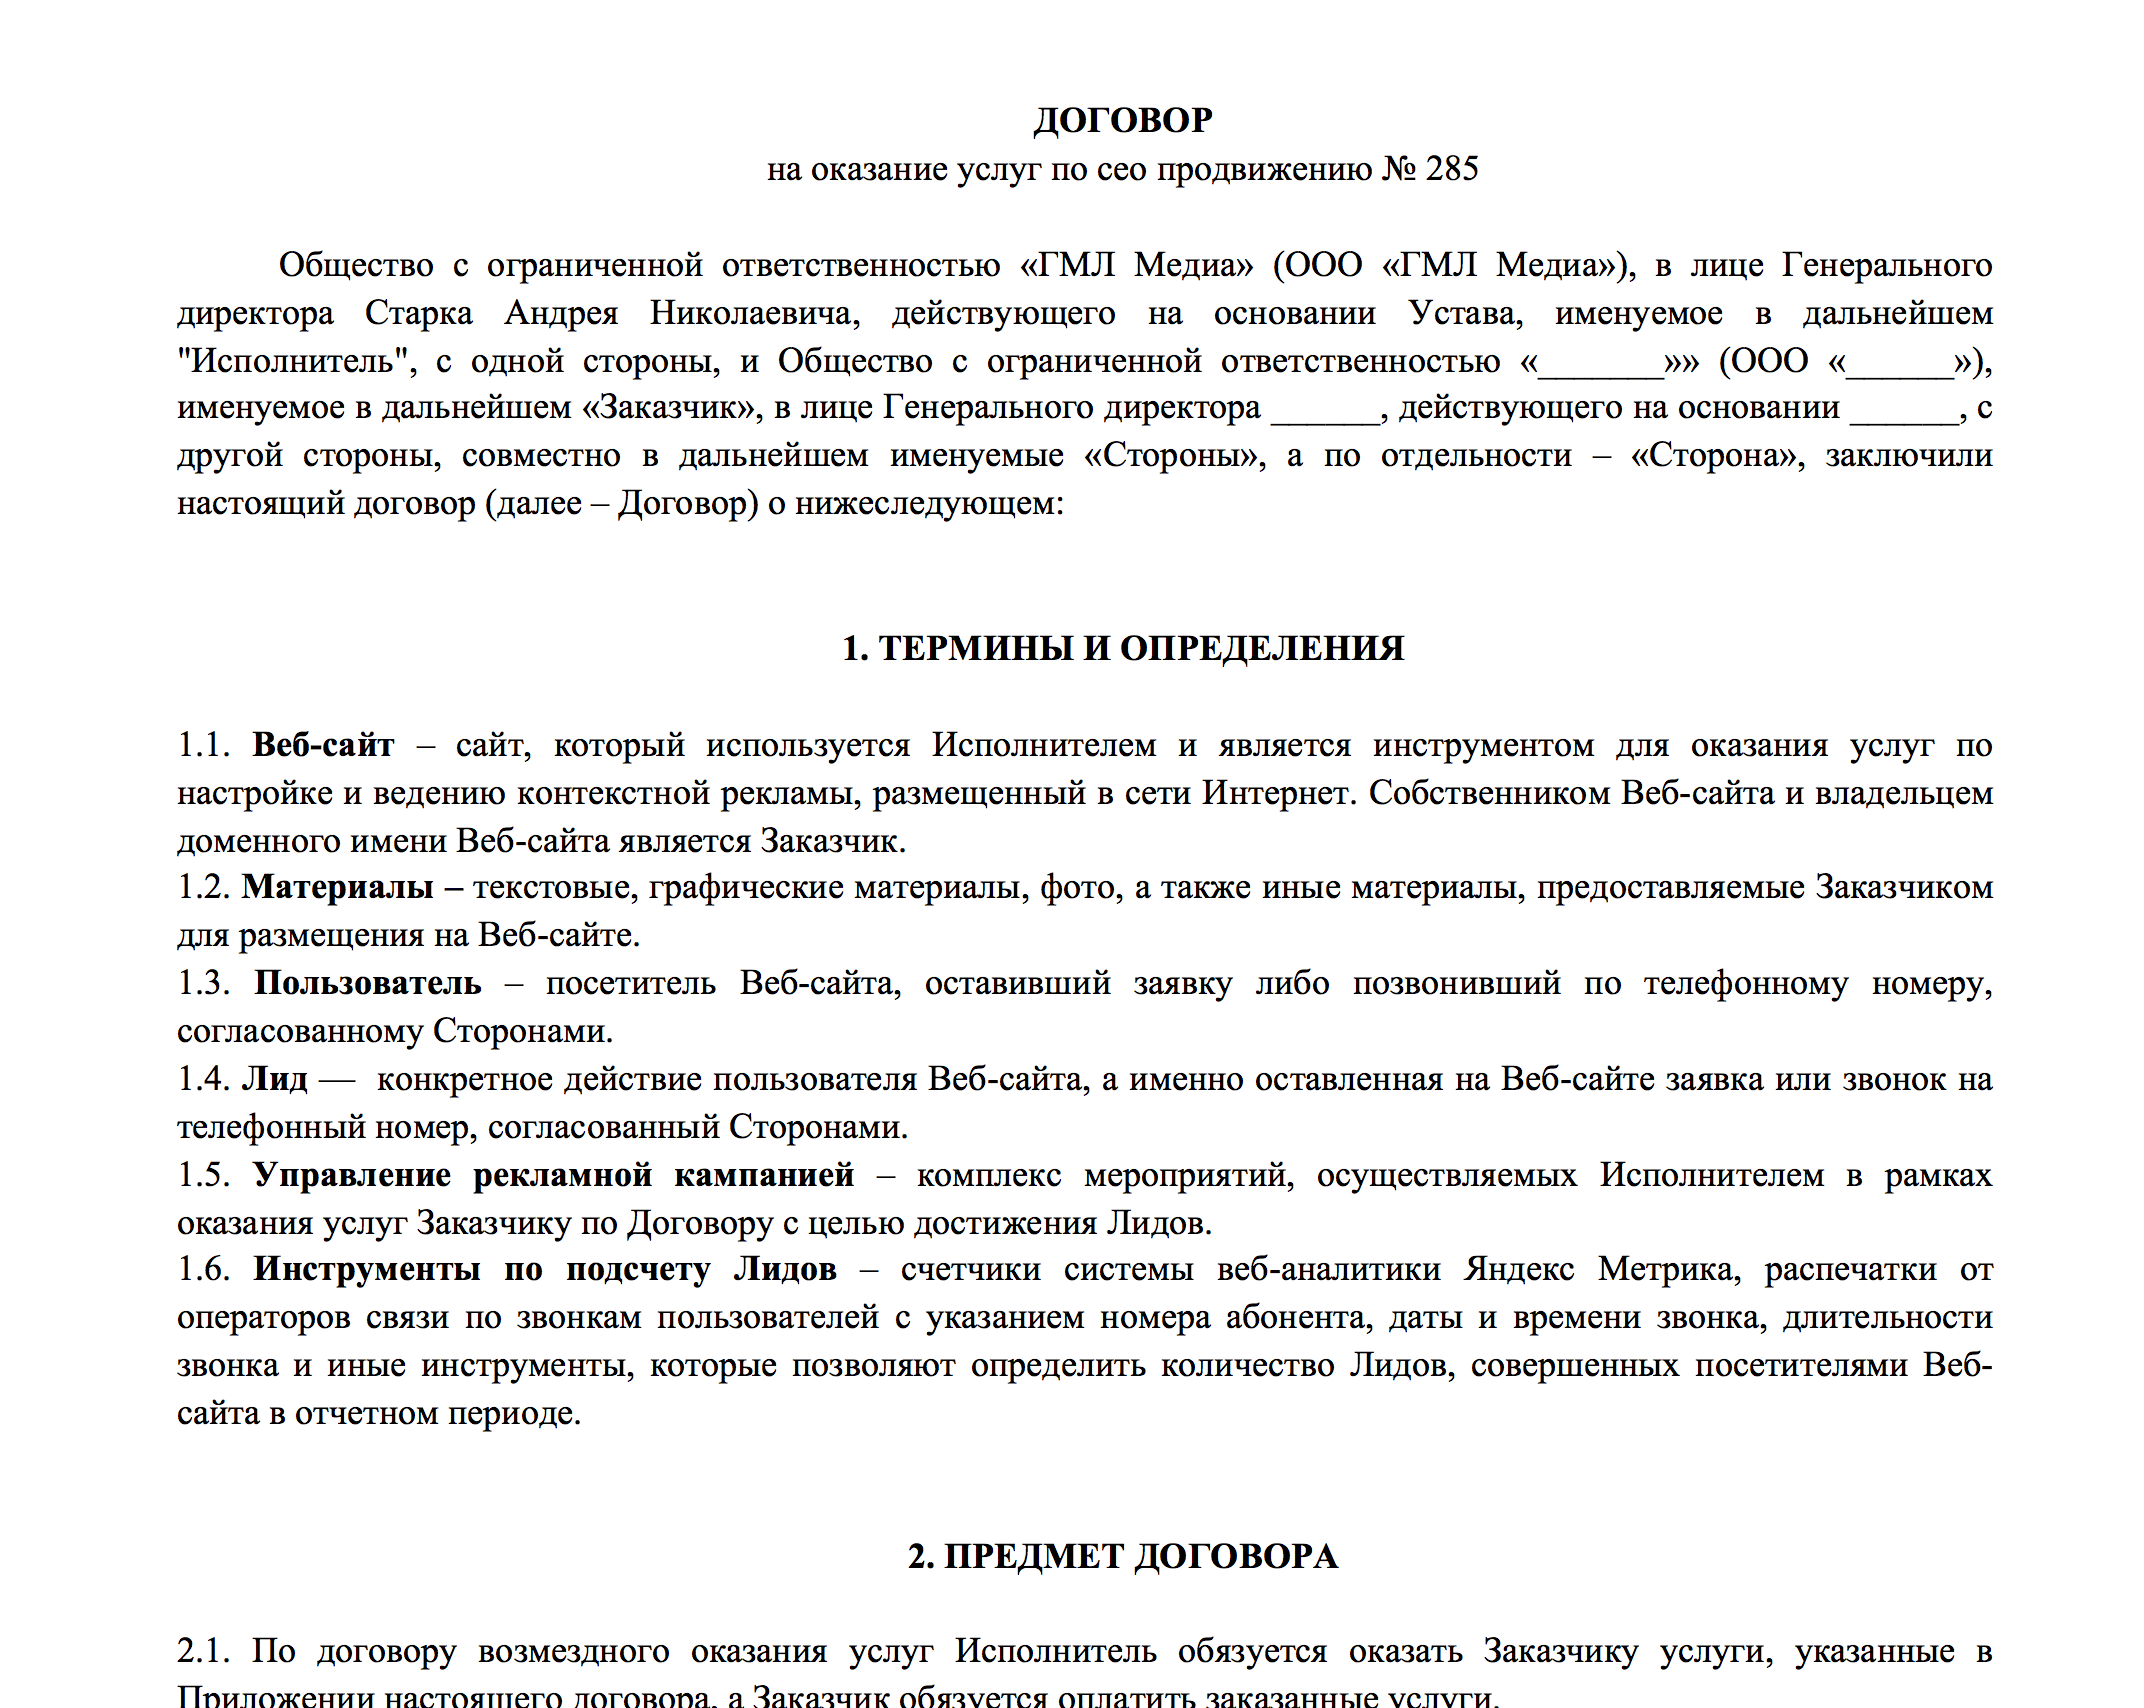 ДОГОВОР
на оказание услуг по сео продвижению № 285
Общество с ограниченной ответственностью «ГМЛ Медиа» (ООО «ГМЛ Медиа»), в лице Генерального
директора Старка Андрея Николаевича, действующего на основании Устава, именуемое в дальнейшем
"Исполнитель", с одной стороны, и Общество с ограниченной ответственностью «_______»» (ООО «______»),
именуемое в дальнейшем «Заказчик», в лице Генерального директора ______, действующего на основании ______, с
другой стороны, совместно в дальнейшем именуемые «Стороны», а по отдельности – «Сторона», заключили
настоящий договор (далее – Договор) о нижеследующем:
1. ТЕРМИНЫ И ОПРЕДЕЛЕНИЯ
1.1. Веб-сайт – сайт, который используется Исполнителем и является инструментом для оказания услуг по
настройке и ведению контекстной рекламы, размещенный в сети Интернет. Собственником Веб-сайта и владельцем
доменного имени Веб-сайта является Заказчик.
1.2. Материалы – текстовые, графические материалы, фото, а также иные материалы, предоставляемые Заказчиком
для размещения на Веб-сайте.
1.3. Пользователь – посетитель Веб-сайта, оставивший заявку либо позвонивший по телефонному номеру,
согласованному Сторонами.
1.4. Лид — конкретное действие пользователя Веб-сайта, а именно оставленная на Веб-сайте заявка или звонок на
телефонный номер, согласованный Сторонами.
1.5. Управление рекламной кампанией – комплекс мероприятий, осуществляемых Исполнителем в рамках
оказания услуг Заказчику по Договору с целью достижения Лидов.
1.6. Инструменты по подсчету Лидов – счетчики системы веб-аналитики Яндекс Метрика, распечатки от
операторов связи по звонкам пользователей с указанием номера абонента, даты и времени звонка, длительности
звонка и иные инструменты, которые позволяют определить количество Лидов, совершенных посетителями Веб-
сайта в отчетном периоде.
2. ПРЕДМЕТ ДОГОВОРА
2.1. По договору возмездного оказания услуг Исполнитель обязуется оказать Заказчику услуги, указанные в
Приложении настоящего договора, а Заказчик обязуется оплатить заказанные услуги.